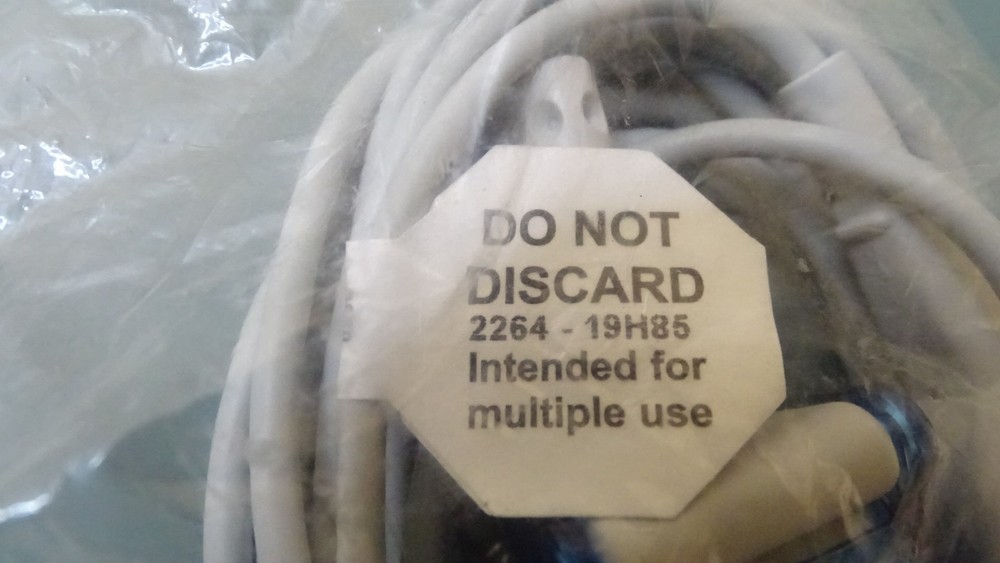 DO NOT
DISCARD
2264 - 19H85
Intended for
multiple use